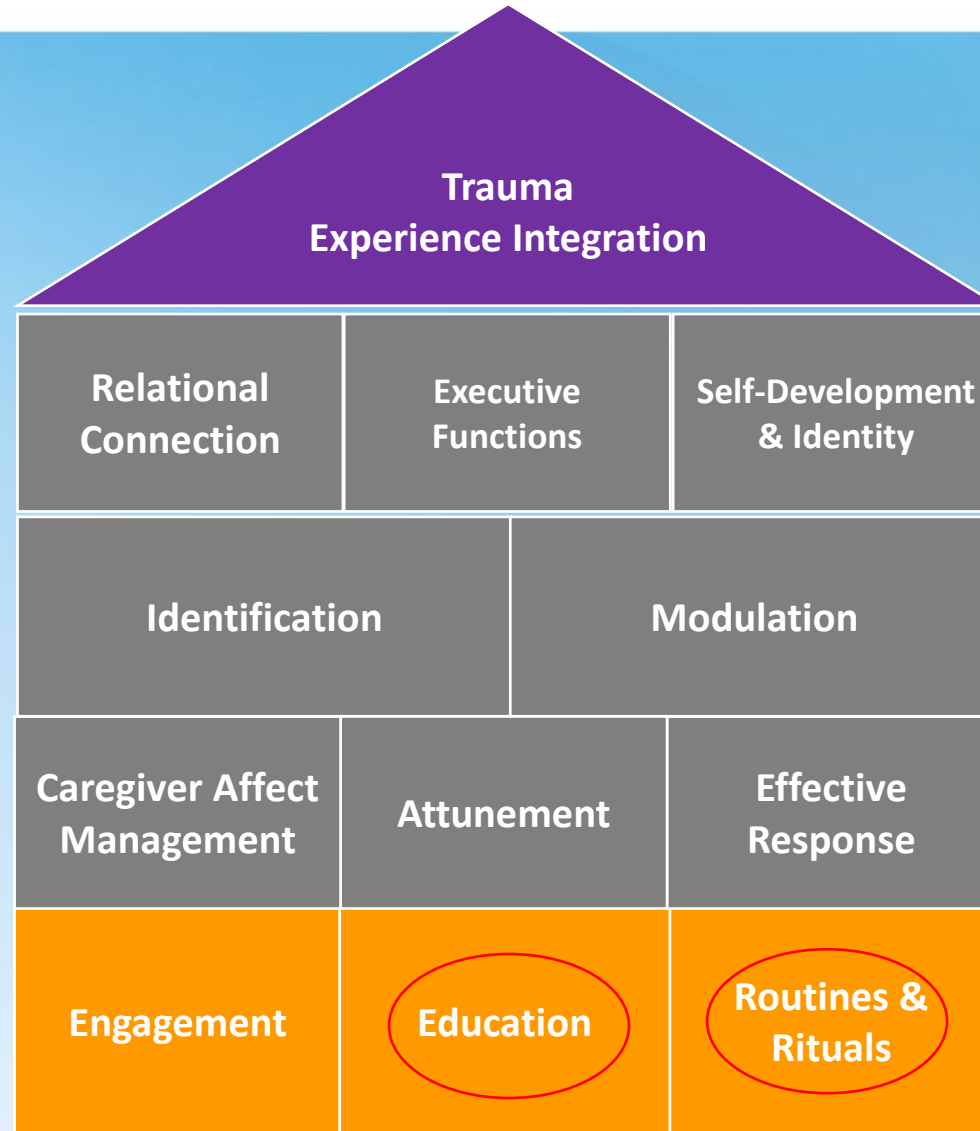 Trauma
Experience Integration
Relational
Connection
Executive
Functions
Self-Development
& Identity
Identification
Modulation
Caregiver Affect
Management
Attunement
Effective
Response
Engagement
Education
Routines &
Rituals